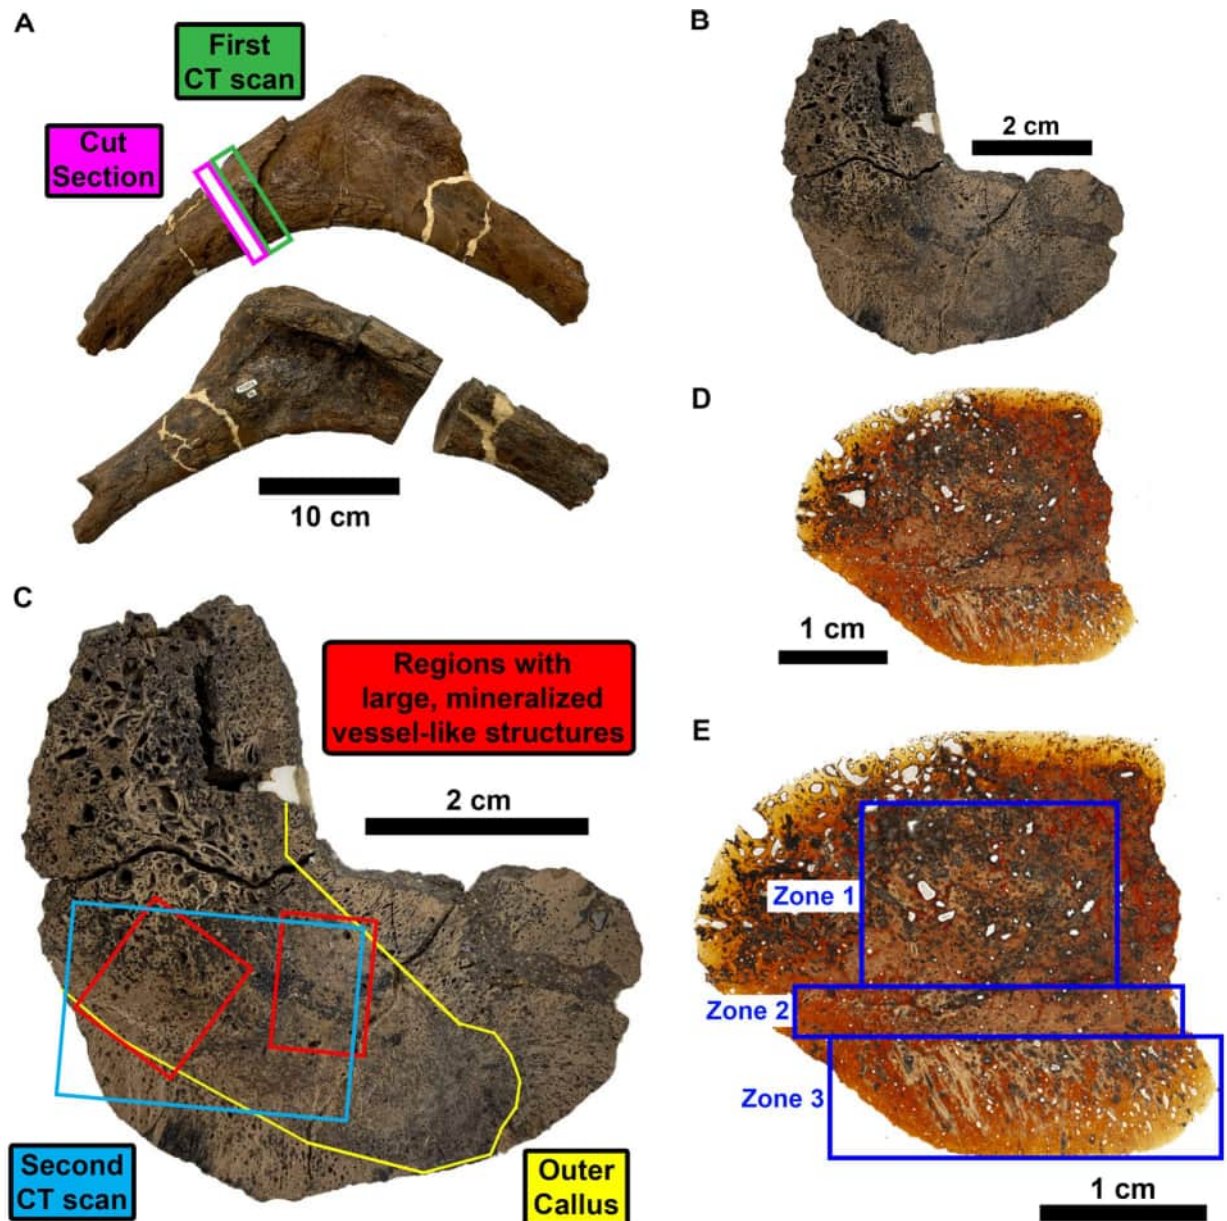 A
First
CT scan
Cut
Section
10 cm
B
2 cm
D
1 cm
C
Regions with
large, mineralized
vessel-like structures
2 cm
Second
CT scan
Outer
Callus
E
Zone 1
Zone 2
Zone 3
1 cm